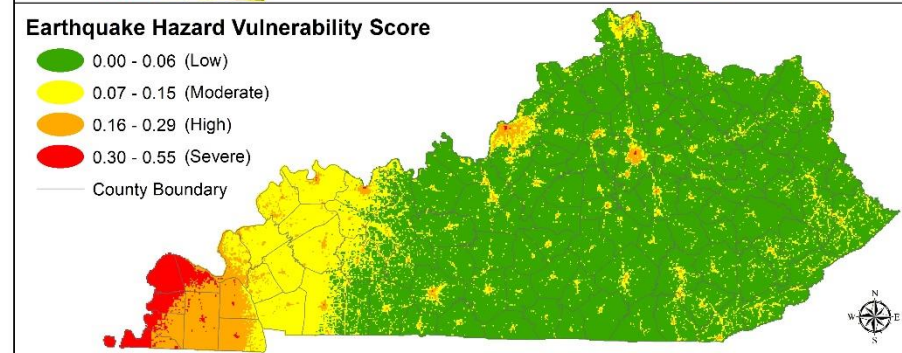 Earthquake Hazard Vulnerability Score
0.00 - 0.06 (Low)
0.07 - 0.15 (Moderate)
0.16 - 0.29 (High)
0.30 - 0.55 (Severe)
County Boundary
N
W E
S